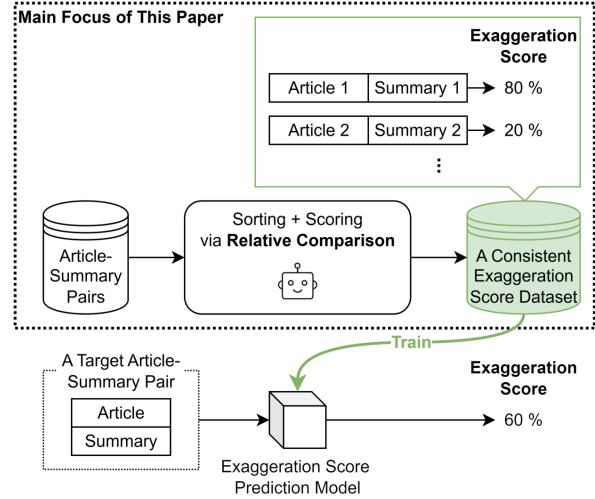 Main Focus of This Paper
Exaggeration
Score
Article 1 Summary 1 80 %
Article 2 Summary 2 20 %
⋮
Article-
Summary
Pairs
Sorting + Scoring
via Relative Comparison
A Consistent
Exaggeration
Score Dataset
Train
A Target Article-
Summary Pair
Article
Summary
Exaggeration Score
Prediction Model
Exaggeration
Score
60 %